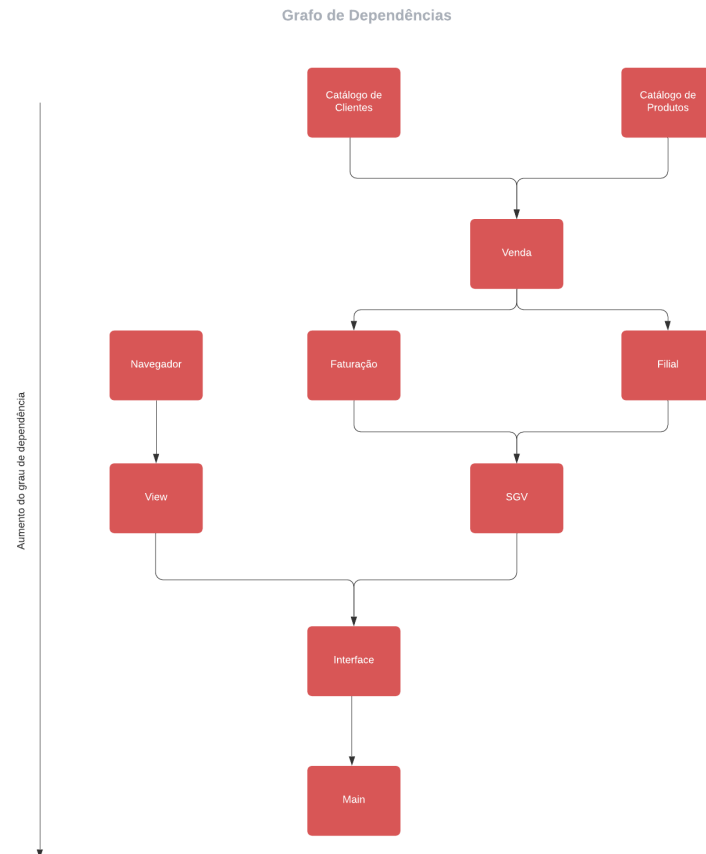 Grafo de Dependências
Catálogo de
Clientes
Catálogo de
Produtos
Venda
Navegador
Faturação
Filial
Aumento do grau de dependência
View
SGV
Interface
Main